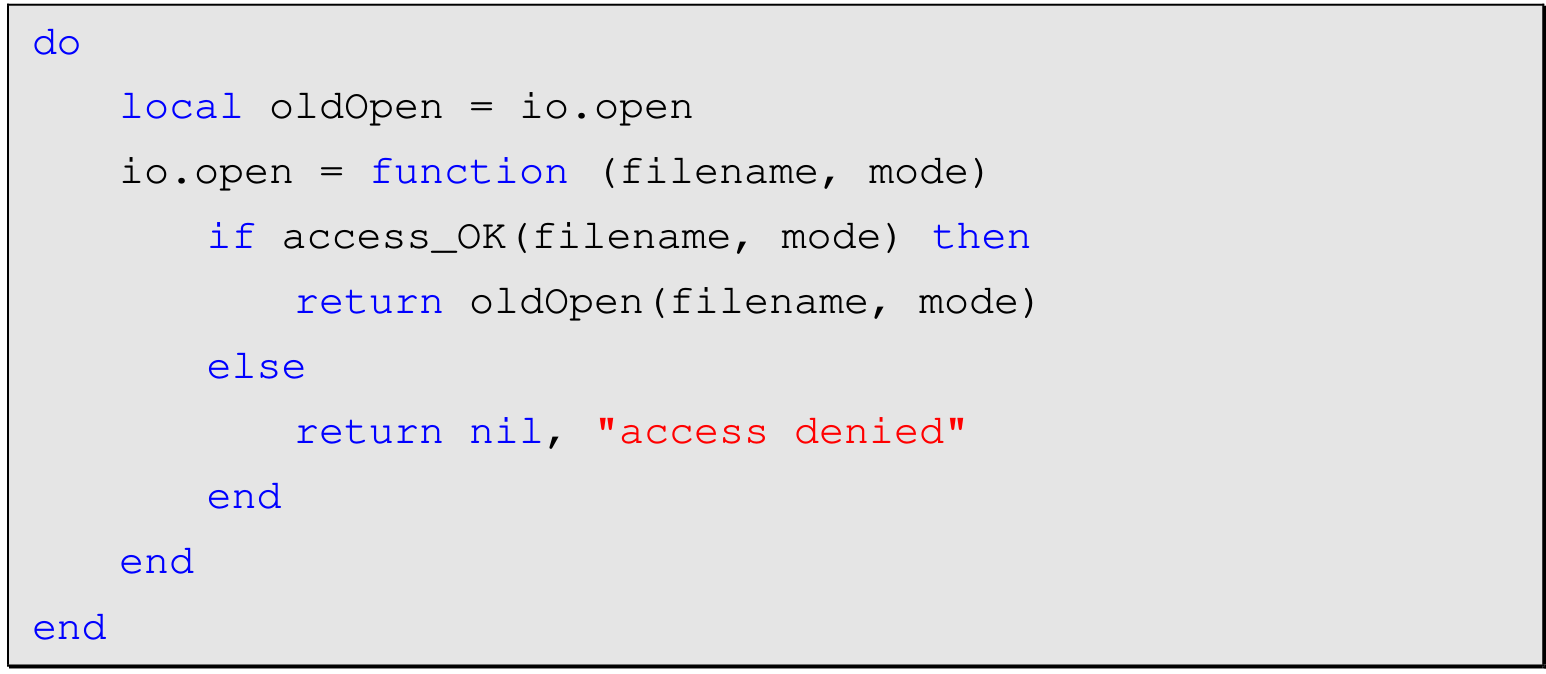 do
    local oldOpen = io.open
    io.open = function (filename, mode)
        if access_OK(filename, mode) then
            return oldOpen(filename, mode)
        else
            return nil, "access denied"
        end
    end
end